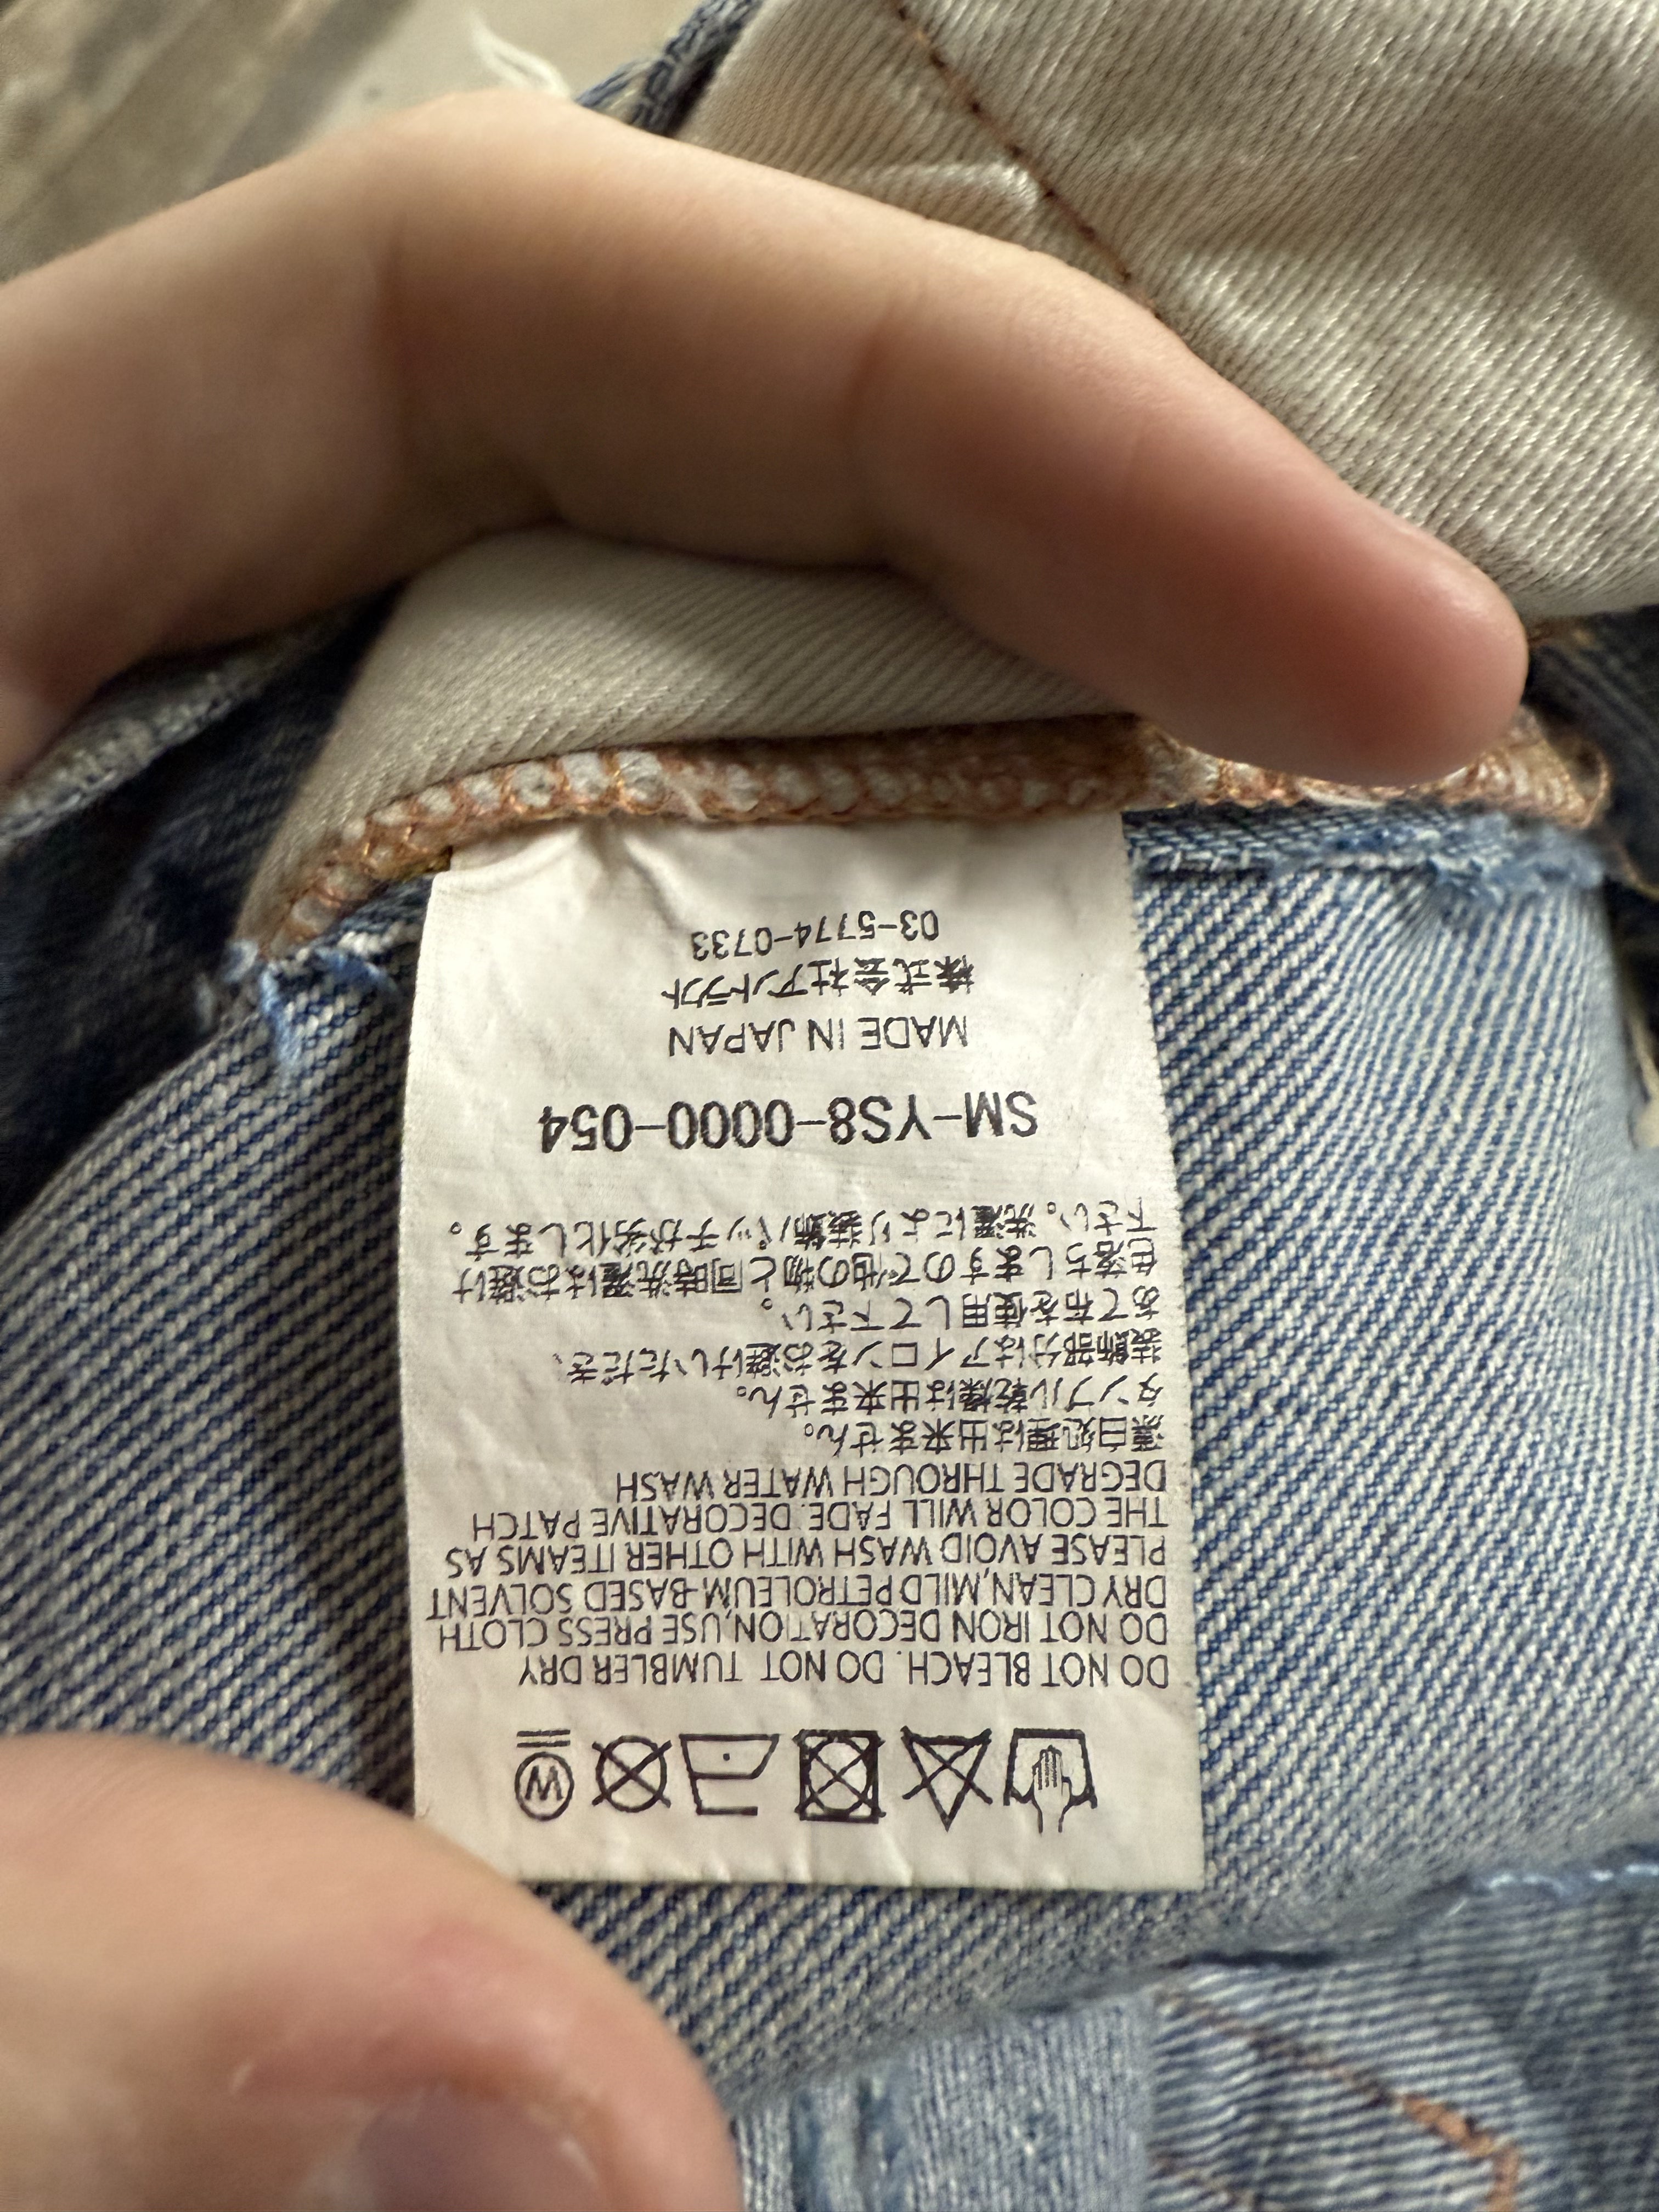 W
DO NOT BLEACH. DO NOT TUMBLER DRY
DO NOT IRON DECORATION,USE PRESS CLOTH
DRY CLEAN,MILD PETROLEUM-BASED SOLVENT
PLEASE AVOID WASH WITH OTHER ITEAMS AS
THE COLOR WILL FADE. DECORATIVE PATCH
DEGRADE THROUGH WATER WASH
漂白処理は出来ません。
タンブル乾燥は出来ません。
装飾部分はアイロンをお避けいただき、
あて布を使用して下さい。
色落ちしますので他の物と同時洗濯はお避け
下さい。洗濯により装飾パッチが劣化します。
SM-YS8-0000-054
MADE IN JAPAN
株式会社アントラクト
03-5774-0733